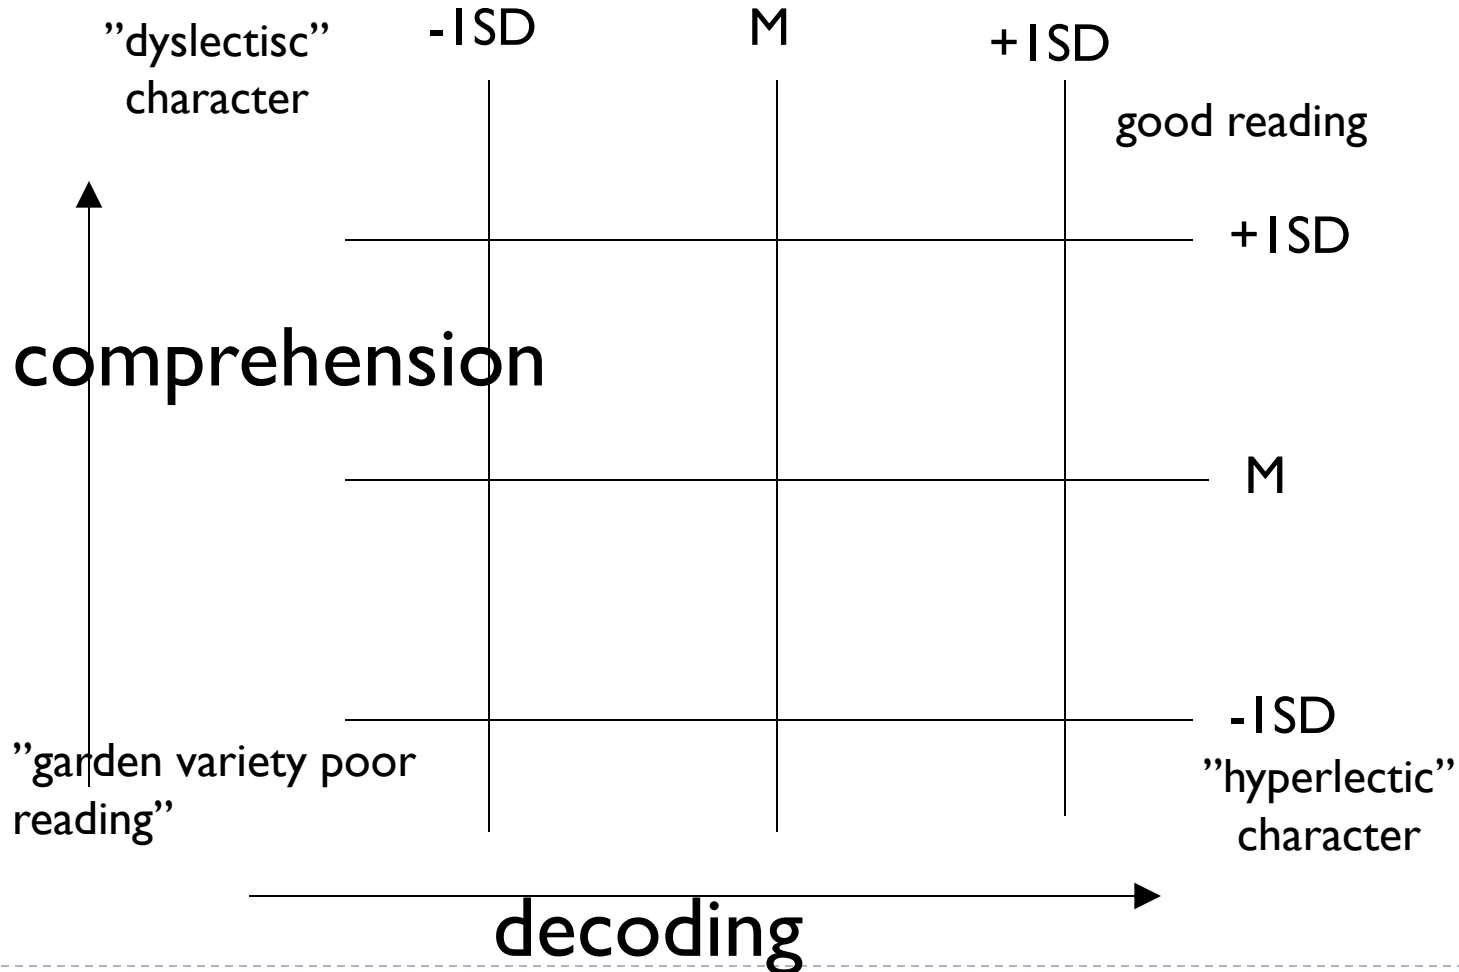 ”dyslectisc”
character
-1SD
M
+1SD
good reading
+1SD
comprehension
M
-1SD
”garden variety poor
reading”
”hyperlectic”
character
decoding